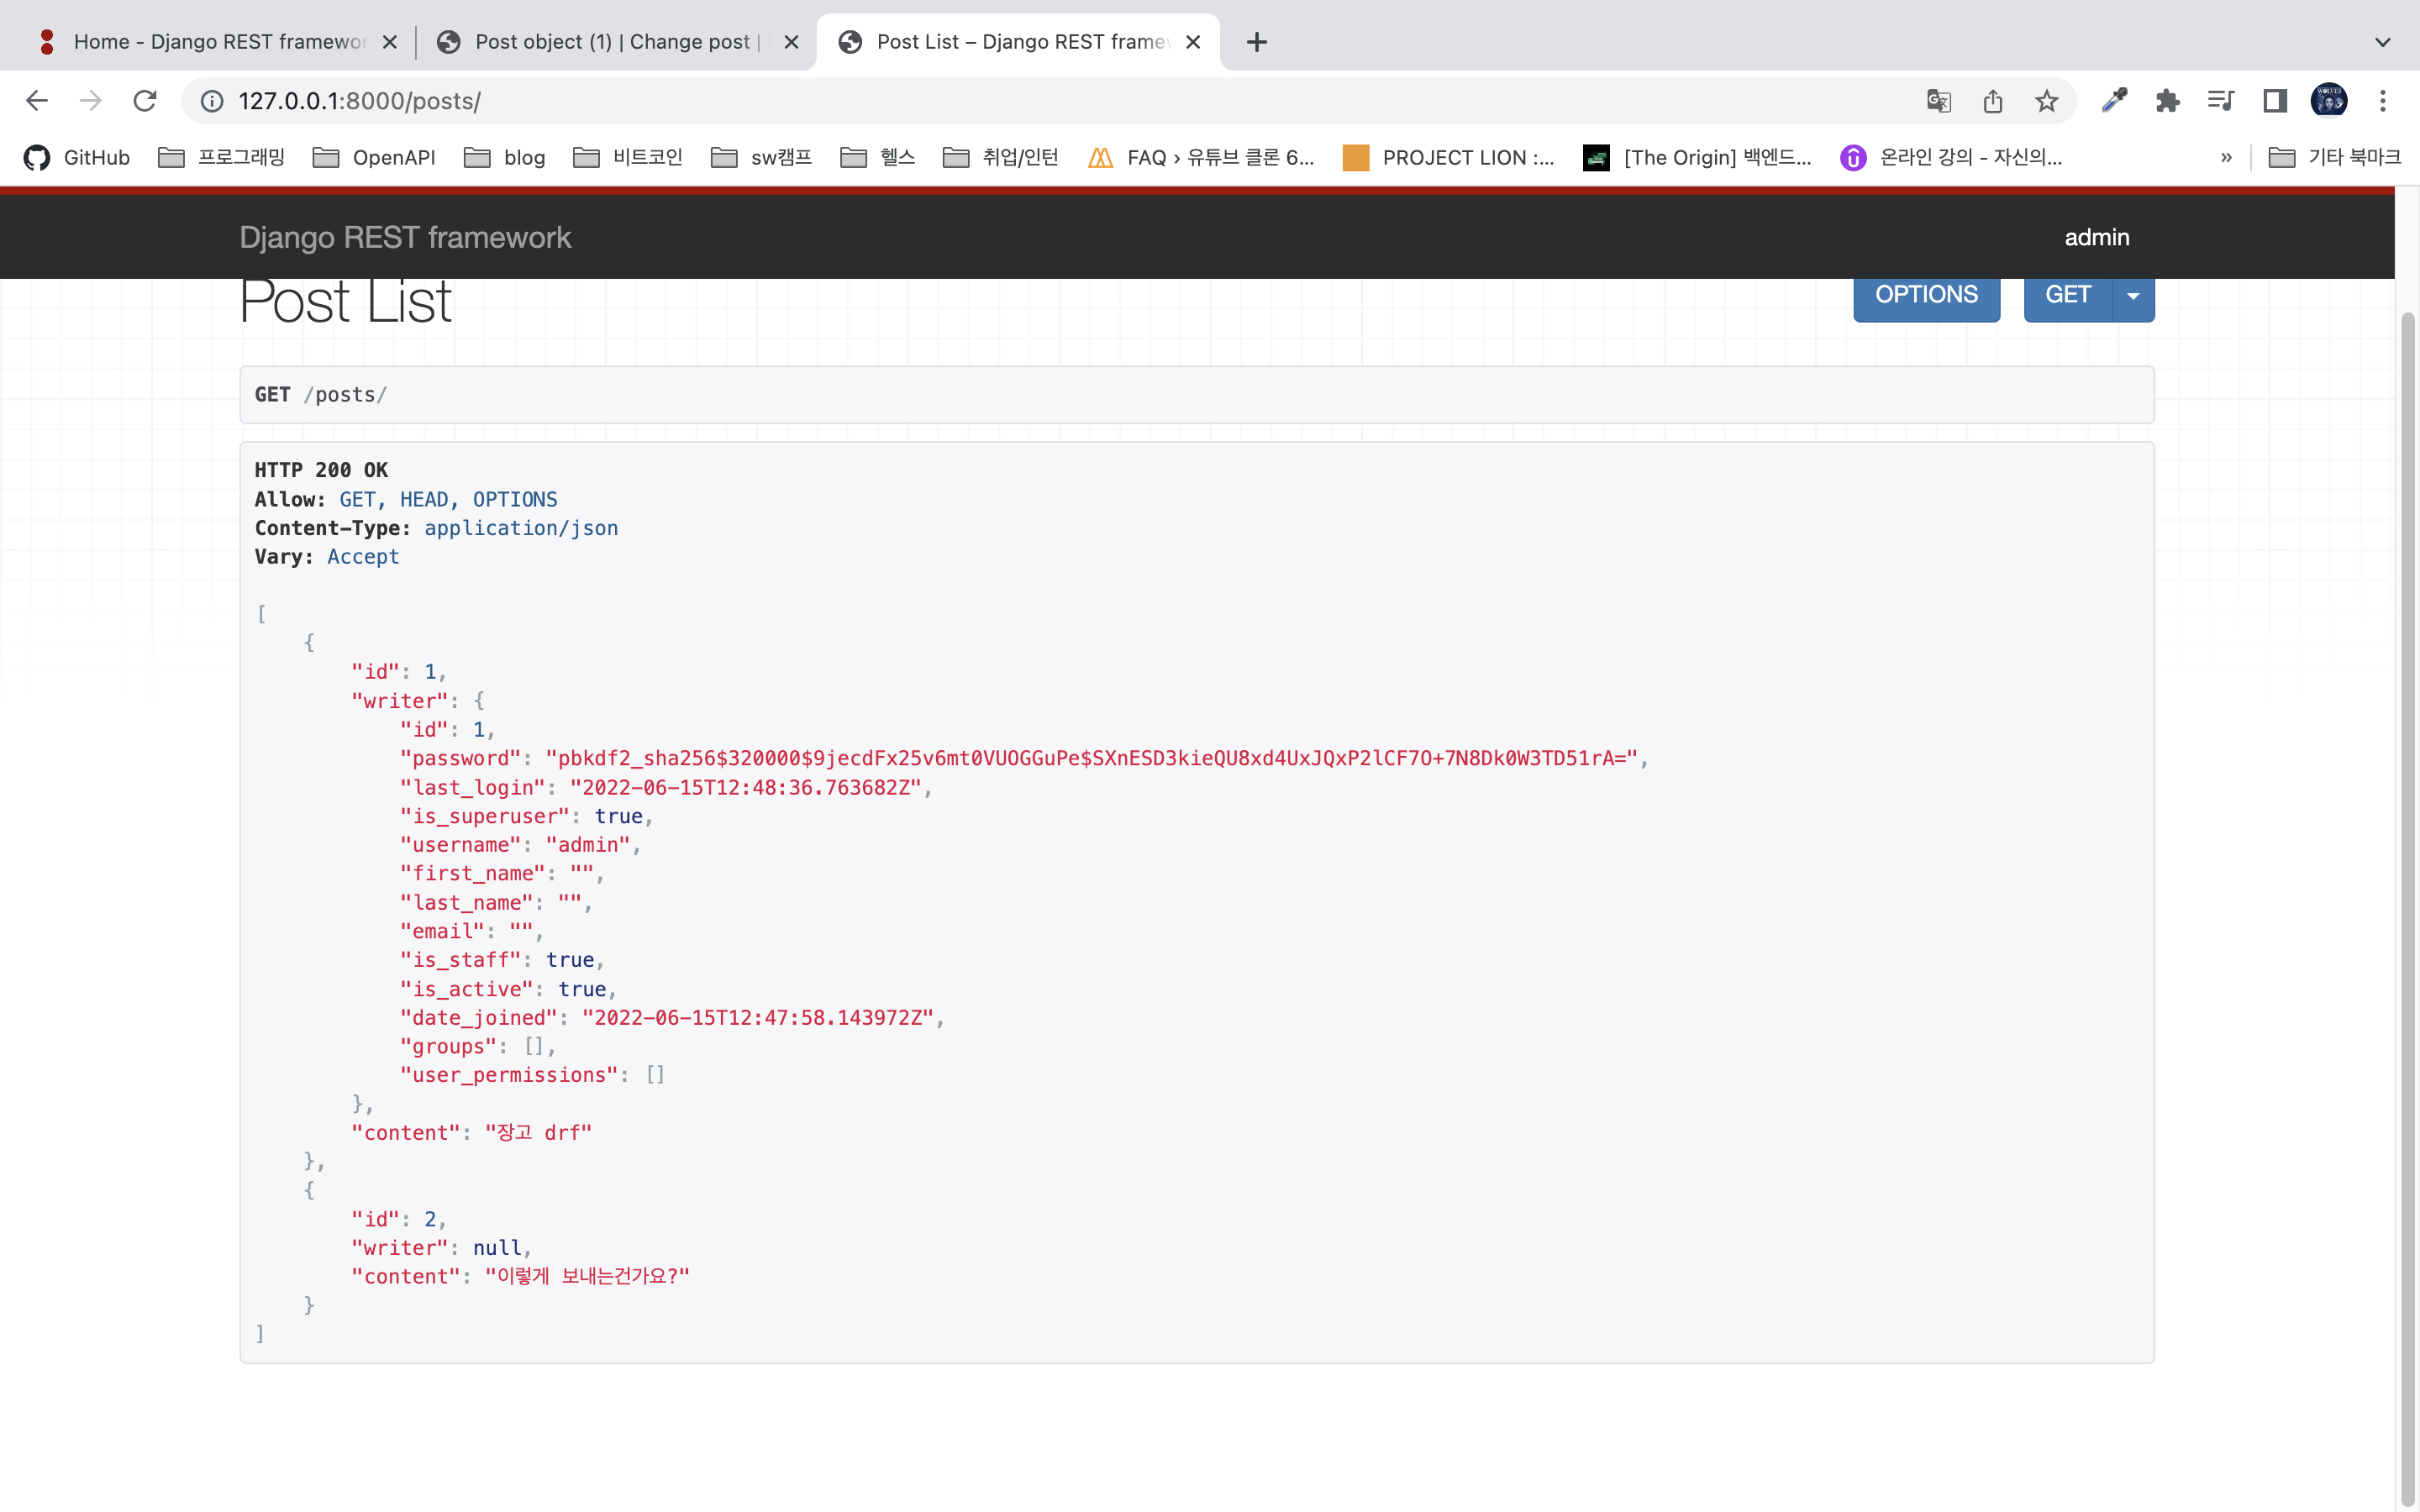 Home - Django REST framewor
Post object (1) | Change post |
Post List – Django REST frame
127.0.0.1:8000/posts/
GitHub 프로그래밍 OpenAPI blog 비트코인 sw캠프 헬스 취업/인턴 FAQ › 유튜브 클론 6... PROJECT LION :... [The Origin] 백엔드... 온라인 강의 - 자신의... » 기타 북마크
Django REST framework admin
Post List OPTIONS GET
GET /posts/
HTTP 200 OK
Allow: GET, HEAD, OPTIONS
Content-Type: application/json
Vary: Accept
[
    {
        "id": 1,
        "writer": {
            "id": 1,
            "password": "pbkdf2_sha256$320000$9jecdFx25v6mt0VUOGGuPe$SXnESD3kieQU8xd4UxJQxP2lCF7O+7N8Dk0W3TD51rA=",
            "last_login": "2022-06-15T12:48:36.763682Z",
            "is_superuser": true,
            "username": "admin",
            "first_name": "",
            "last_name": "",
            "email": "",
            "is_staff": true,
            "is_active": true,
            "date_joined": "2022-06-15T12:47:58.143972Z",
            "groups": [],
            "user_permissions": []
        },
        "content": "장고 drf"
    },
    {
        "id": 2,
        "writer": null,
        "content": "이렇게 보내는건가요?"
    }
]